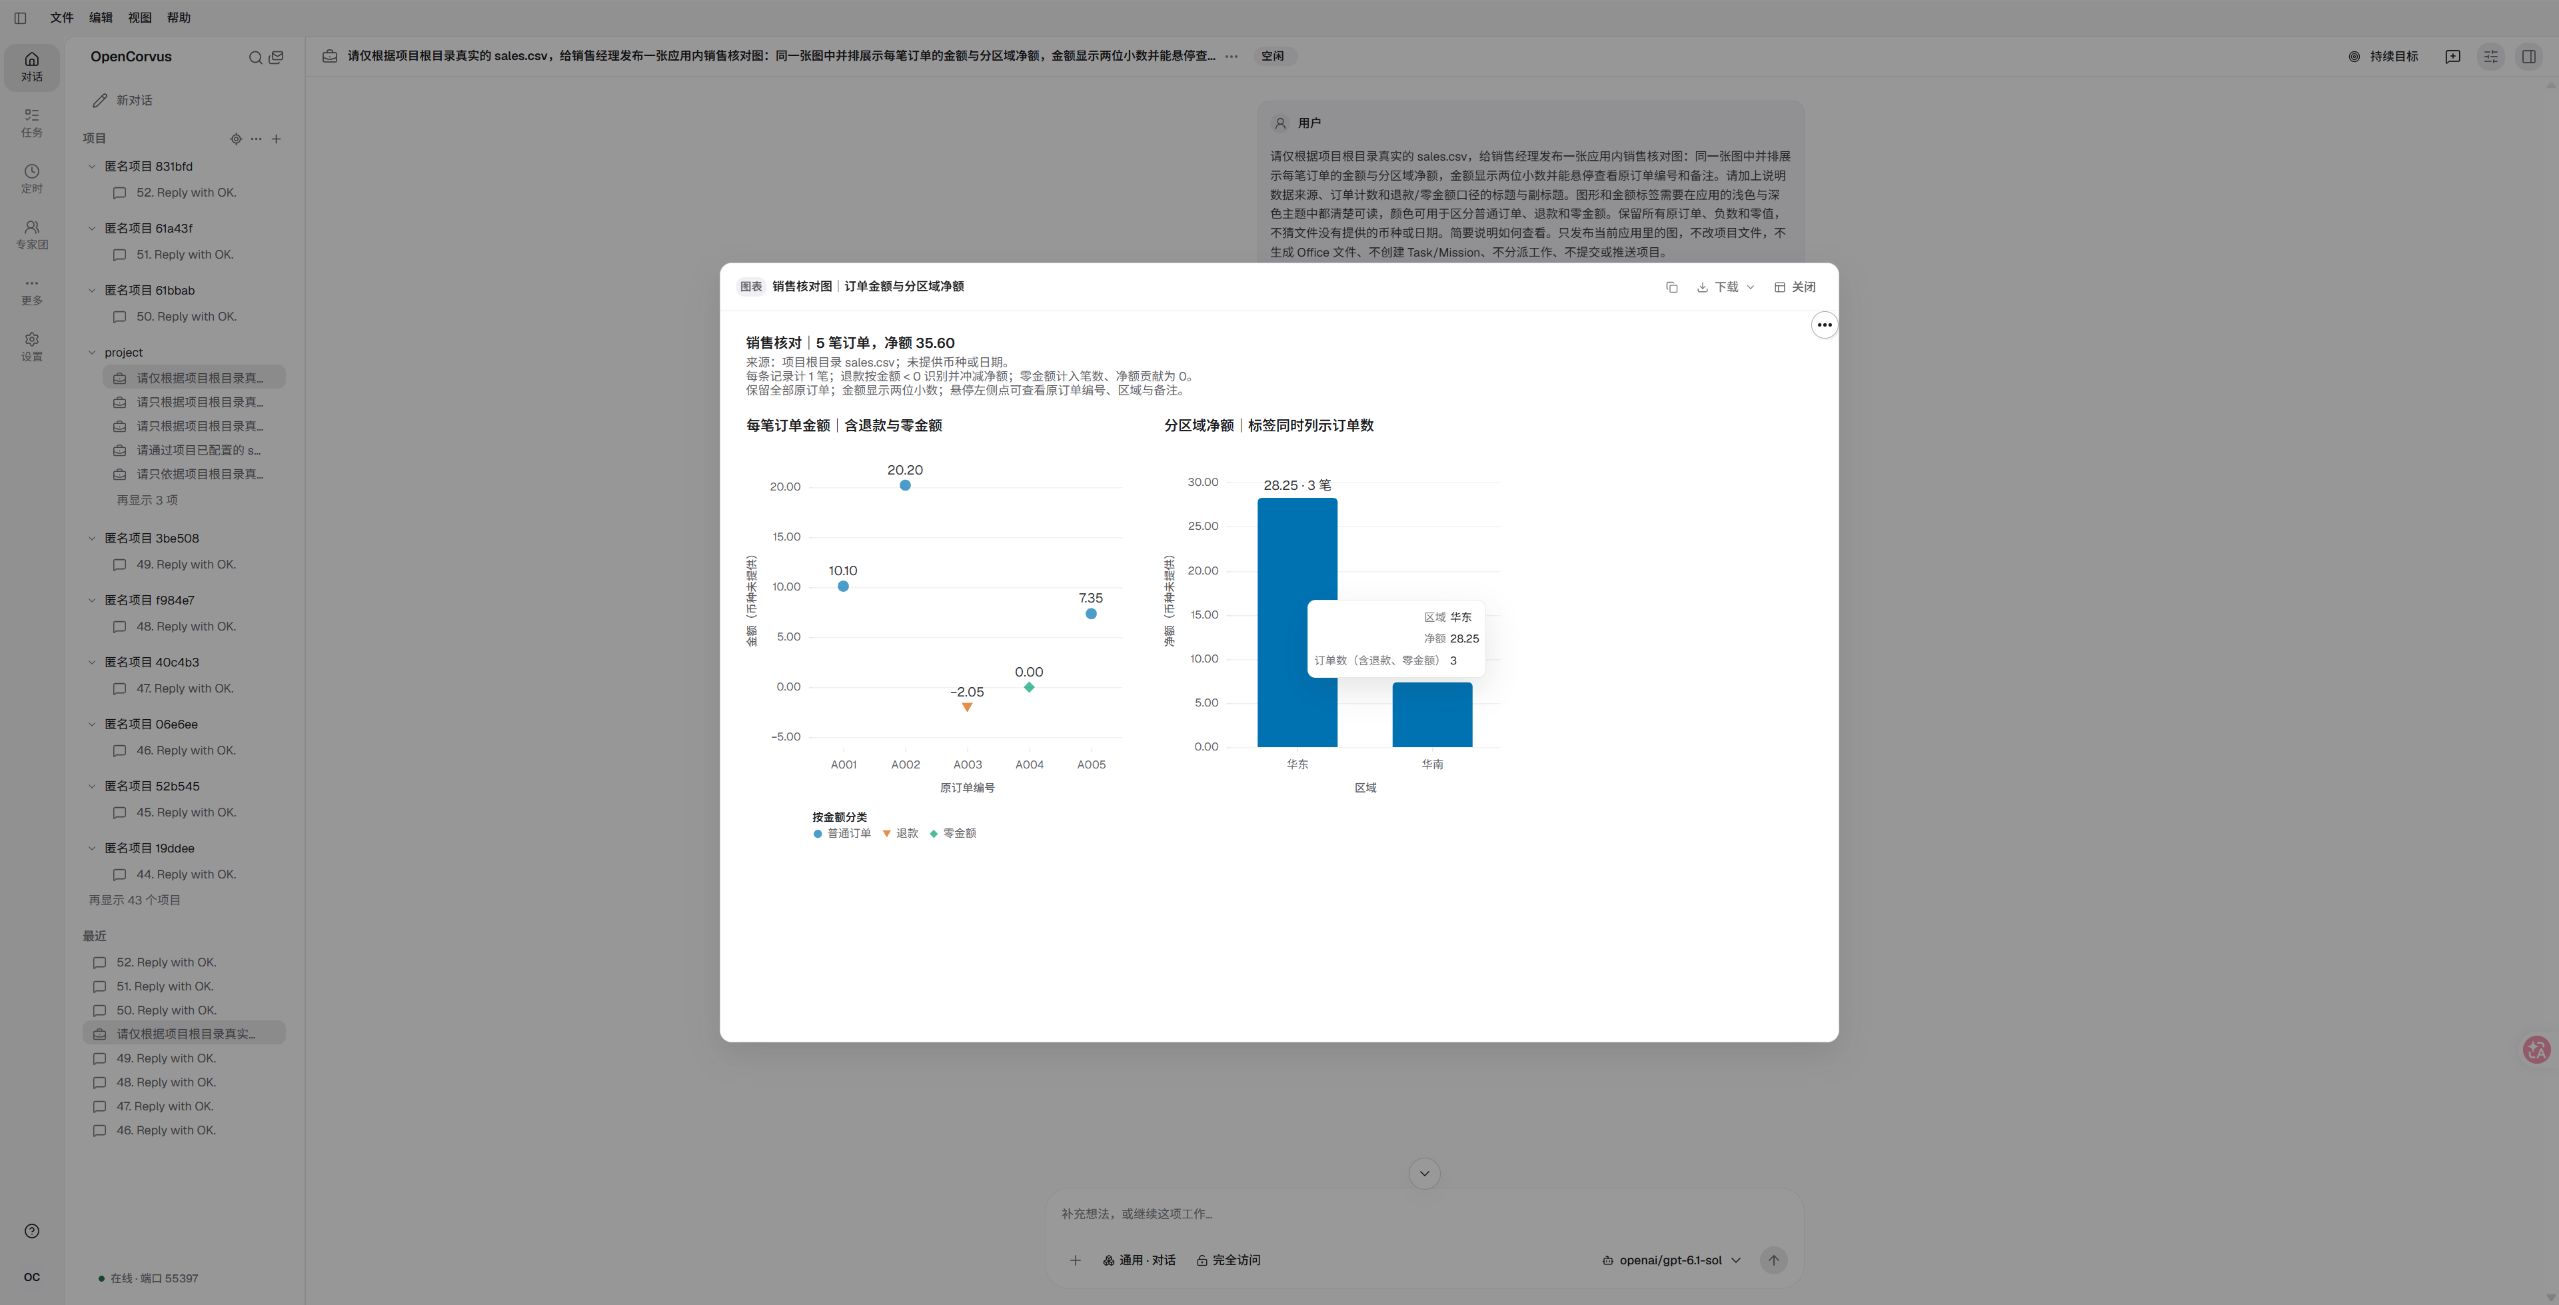 文件 编辑 视图 帮助
对话
任务
定时
专家团
更多
设置
OC
OpenCorvus
新对话
项目
匿名项目 831bfd
52. Reply with OK.
匿名项目 61a43f
51. Reply with OK.
匿名项目 61bbab
50. Reply with OK.
project
请仅根据项目根目录真...
请只根据项目根目录真...
请只根据项目根目录真...
请通过项目已配置的 s...
请只依据项目根目录真...
再显示 3 项
匿名项目 3be508
49. Reply with OK.
匿名项目 f984e7
48. Reply with OK.
匿名项目 40c4b3
47. Reply with OK.
匿名项目 06e6ee
46. Reply with OK.
匿名项目 52b545
45. Reply with OK.
匿名项目 19ddee
44. Reply with OK.
再显示 43 个项目
最近
52. Reply with OK.
51. Reply with OK.
50. Reply with OK.
请仅根据项目根目录真实...
49. Reply with OK.
48. Reply with OK.
47. Reply with OK.
46. Reply with OK.
在线 · 端口 55397
请仅根据项目根目录真实的 sales.csv，给销售经理发布一张应用内销售核对图：同一张图中并排展示每笔订单的金额与分区域净额，金额显示两位小数并能悬停查... 空闲
持续目标
用户
请仅根据项目根目录真实的 sales.csv，给销售经理发布一张应用内销售核对图：同一张图中并排展
示每笔订单的金额与分区域净额，金额显示两位小数并能悬停查看原订单编号和备注。请加上说明
数据来源、订单计数和退款/零金额口径的标题与副标题。图形和金额标签需要在应用的浅色与深
色主题中都清楚可读，颜色可用于区分普通订单、退款和零金额。保留所有原订单、负数和零值，
不猜文件没有提供的币种或日期。简要说明如何查看。只发布当前应用里的图，不改项目文件，不
生成 Office 文件、不创建 Task/Mission、不分派工作、不提交或推送项目。
图表 销售核对图｜订单金额与分区域净额
下载 关闭
销售核对｜5 笔订单，净额 35.60
来源：项目根目录 sales.csv；未提供币种或日期。
每条记录计 1 笔；退款按金额 < 0 识别并冲减净额；零金额计入笔数、净额贡献为 0。
保留全部原订单；金额显示两位小数；悬停左侧点可查看原订单编号、区域与备注。
每笔订单金额｜含退款与零金额
金额（币种未提供）
20.00
15.00
10.00
5.00
0.00
−5.00
10.10
20.20
−2.05
0.00
7.35
A001 A002 A003 A004 A005
原订单编号
按金额分类
普通订单 退款 零金额
分区域净额｜标签同时列示订单数
净额（币种未提供）
30.00
25.00
20.00
15.00
10.00
5.00
0.00
28.25 · 3 笔
区域 华东
净额 28.25
订单数（含退款、零金额） 3
华东 华南
区域
补充想法，或继续这项工作...
通用 · 对话 完全访问
openai/gpt-6.1-sol